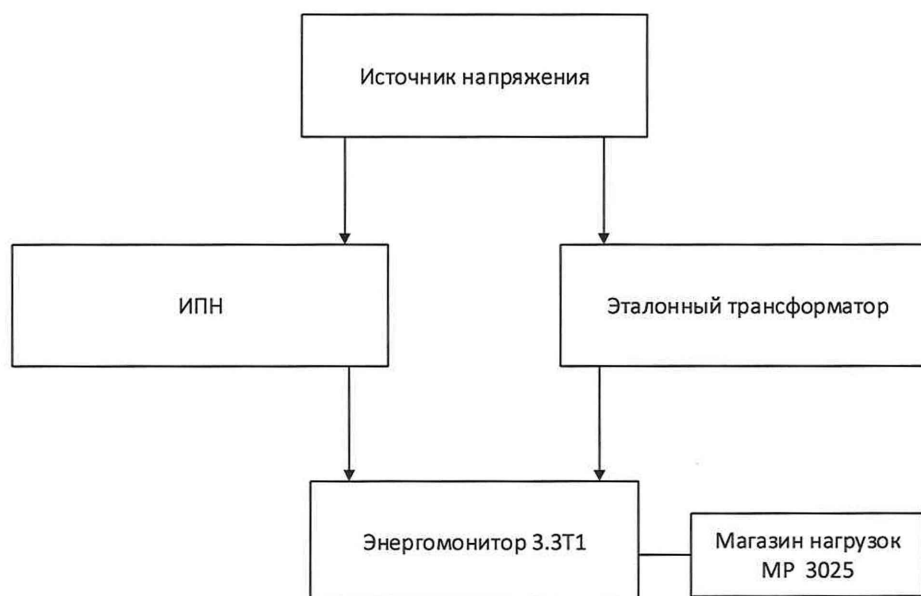 Источник напряжения
ИПН
Эталонный трансформатор
Энергомонитор 3.3Т1
Магазин нагрузок
МР 3025